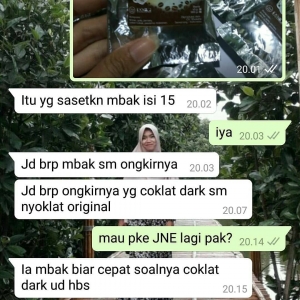 20.01
Itu yg sasetkn mbak isi 15 20.02
iya 20.03
Jd brp mbak sm ongkirnya 20.03
Jd brp ongkirnya yg coklat dark sm
nyoklat original 20.07
mau pke JNE lagi pak? 20.14
Ia mbak biar cepat soalnya coklat
dark ud hbs 20.15